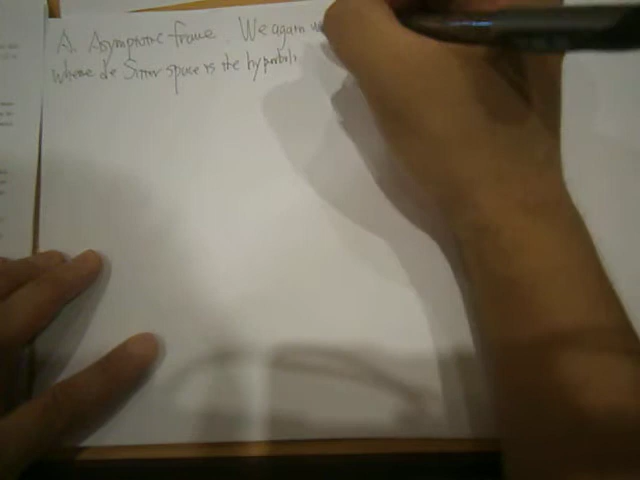 A. Asymptotic frame We again
where de Sitter space is the hyperboli